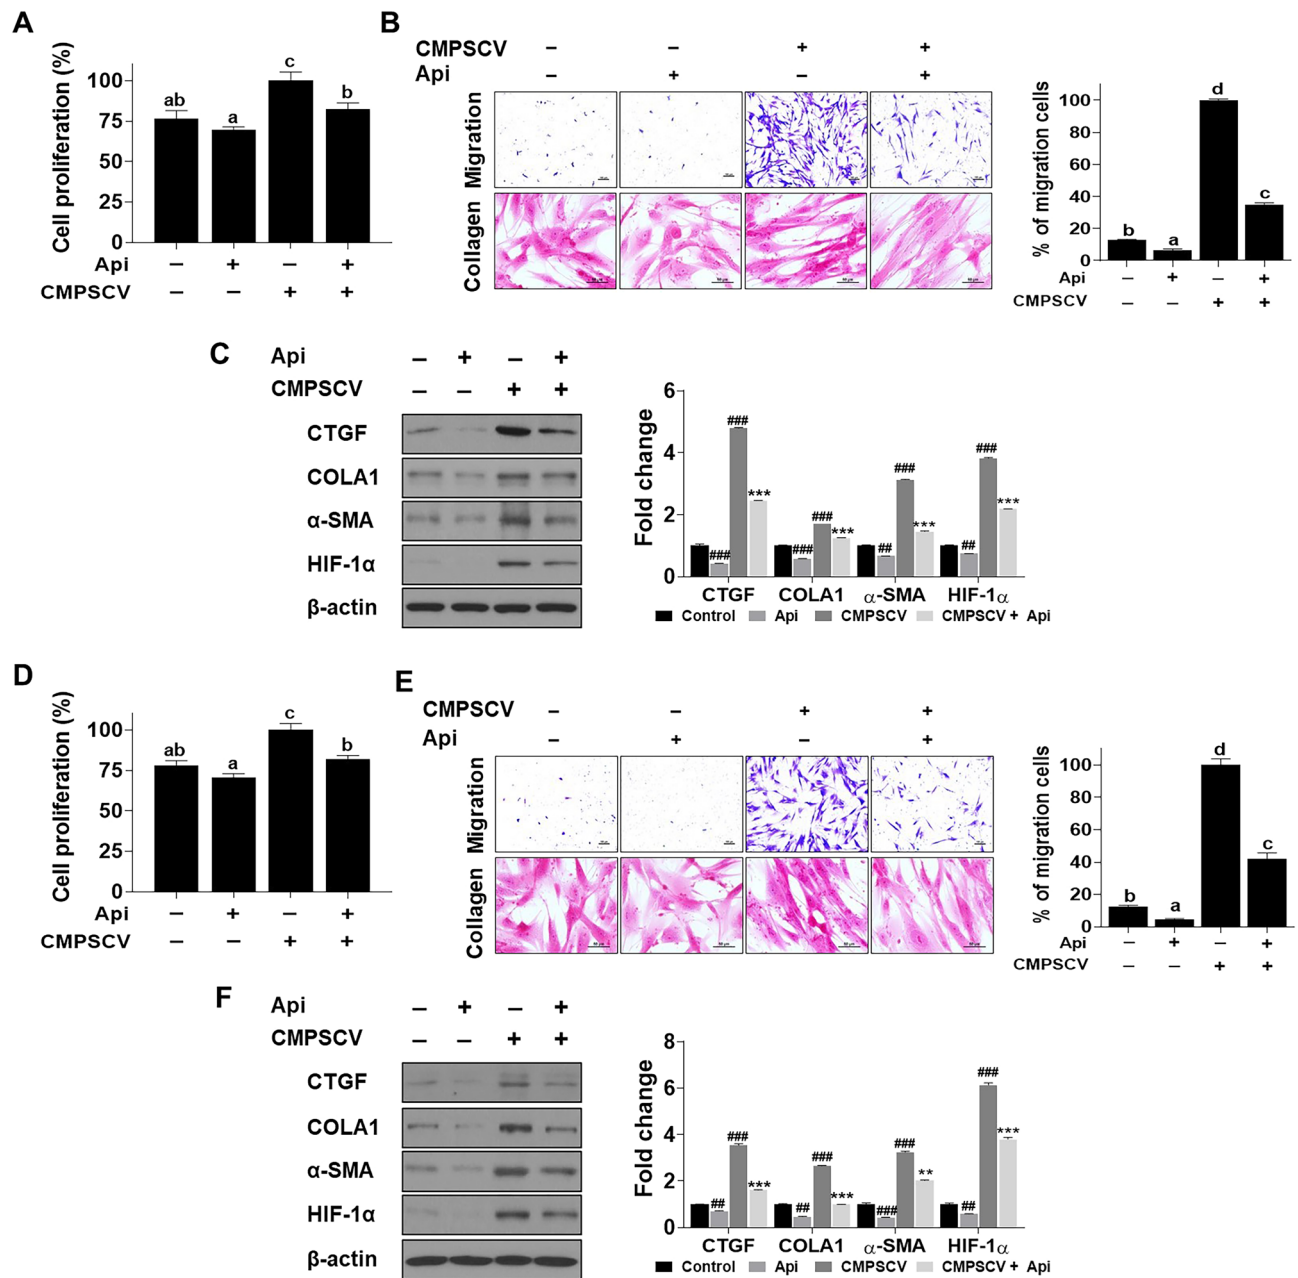 A
Cell proliferation (%)
100
75
50
25
0
ab
a
c
b
Api – + – +
CMPSCV – – + +
B
CMPSCV – – + +
Api – + – +
Migration
Collagen
% of migration cells
100
80
60
40
20
0
b
a
d
c
Api – + – +
CMPSCV – – + +
C
Api – + – +
CMPSCV – – + +
CTGF
COLA1
α-SMA
HIF-1α
β-actin
Fold change
6
4
2
0
### ### ***
### ### ***
## ### ***
## ### ***
CTGF COLA1 α-SMA HIF-1α
Control Api CMPSCV CMPSCV + Api
D
Cell proliferation (%)
100
75
50
25
0
ab
a
c
b
Api – + – +
CMPSCV – – + +
E
CMPSCV – – + +
Api – + – +
Migration
Collagen
% of migration cells
100
80
60
40
20
0
b
a
d
c
Api – + – +
CMPSCV – – + +
F
Api – + – +
CMPSCV – – + +
CTGF
COLA1
α-SMA
HIF-1α
β-actin
Fold change
8
6
4
2
0
## ### ***
## ### ***
### ### **
## ### ***
CTGF COLA1 α-SMA HIF-1α
Control Api CMPSCV CMPSCV + Api